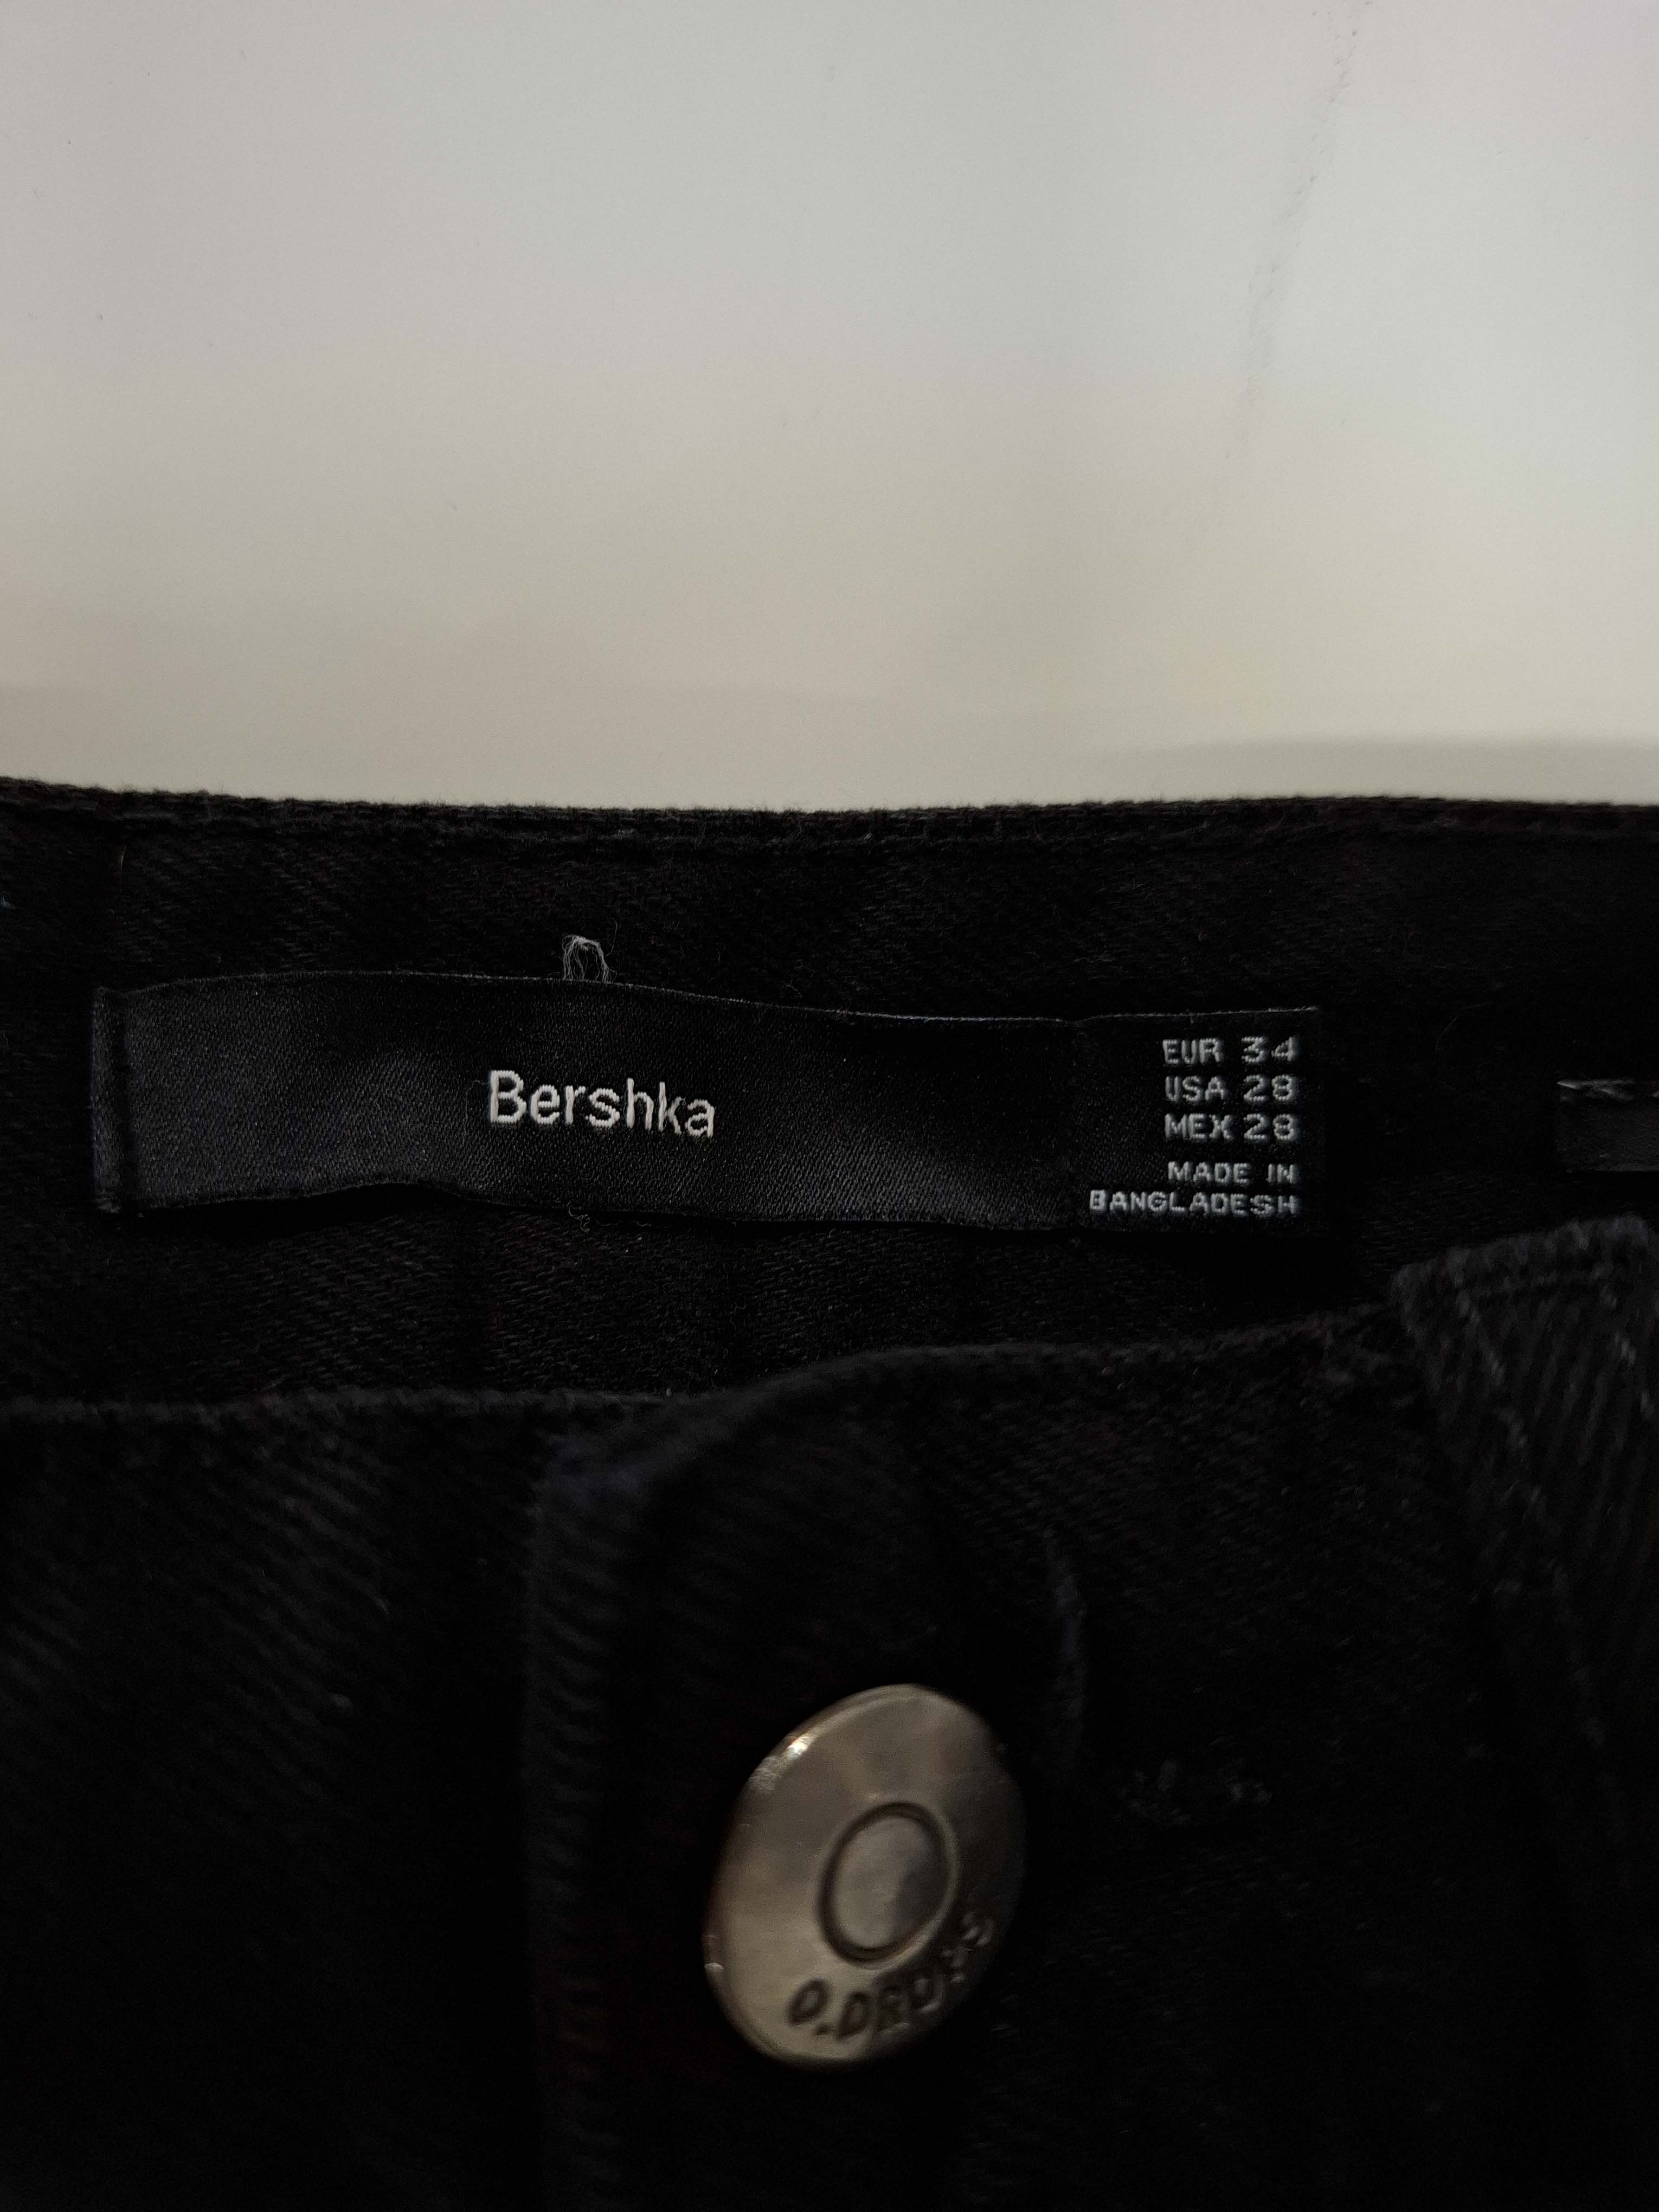 Bershka
EUR 34
USA 28
MEX 28
MADE IN
BANGLADESH